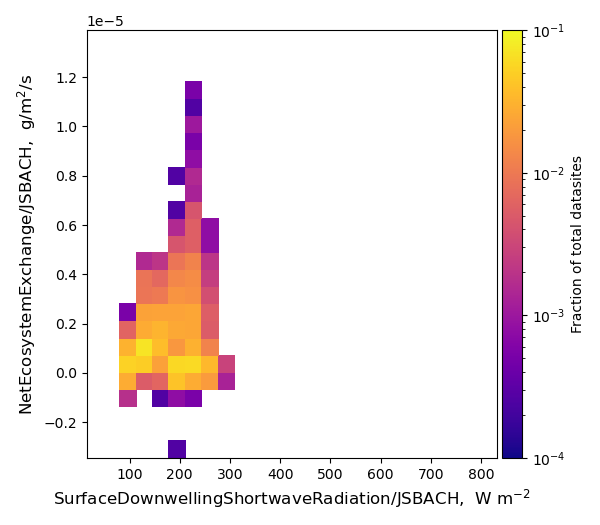 1e−5
1.2
1.0
0.8
0.6
0.4
0.2
0.0
−0.2
NetEcosystemExchange/JSBACH, g/m²/s
100 200 300 400 500 600 700 800
SurfaceDownwellingShortwaveRadiation/JSBACH, W m⁻²
10⁻¹
10⁻²
10⁻³
10⁻⁴
Fraction of total datasites